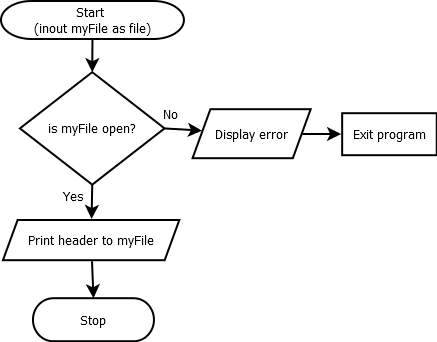 Start
(inout myFile as file)
is myFile open?
No
Display error
Exit program
Yes
Print header to myFile
Stop